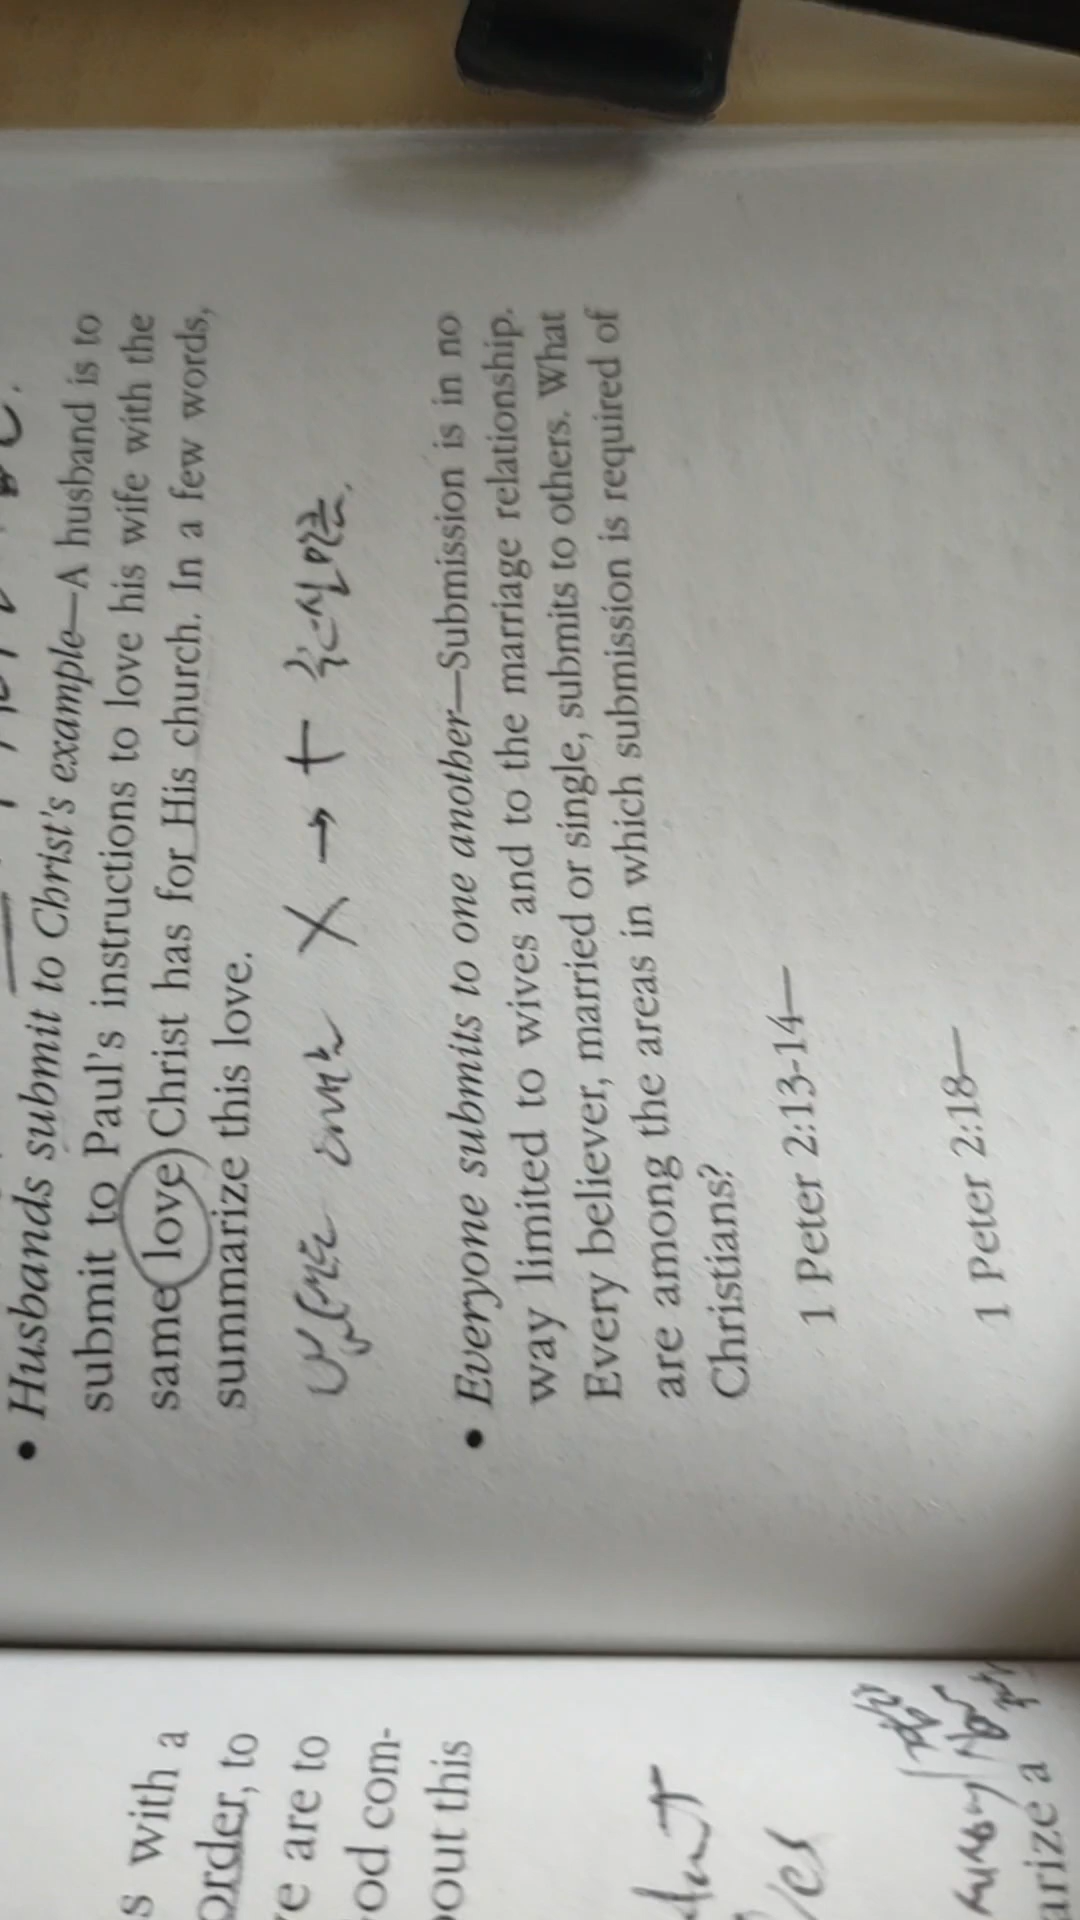 • Husbands submit to Christ's example—A husband is to
submit to Paul's instructions to love his wife with the
same love Christ has for His church. In a few words,
summarize this love.
X → +
• Everyone submits to one another—Submission is in no
way limited to wives and to the marriage relationship.
Every believer, married or single, submits to others. What
are among the areas in which submission is required of
Christians?
1 Peter 2:13-14—
1 Peter 2:18—
s with a
order, to
e are to
od com-
out this
arize a